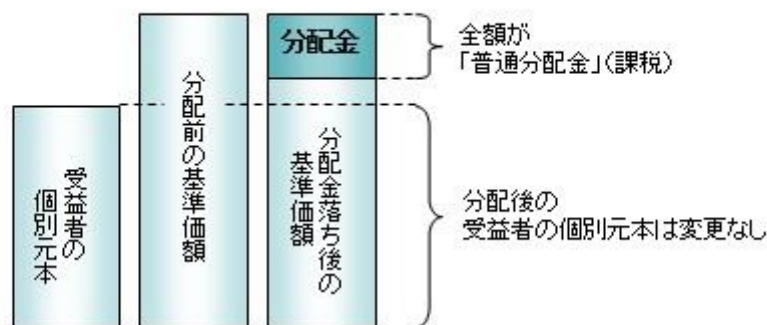 受益者の
個別元本
分配前の基準価額
分配金
分配金落ち後の
基準価額
全額が
「普通分配金」(課税)
分配後の
受益者の個別元本は変更なし